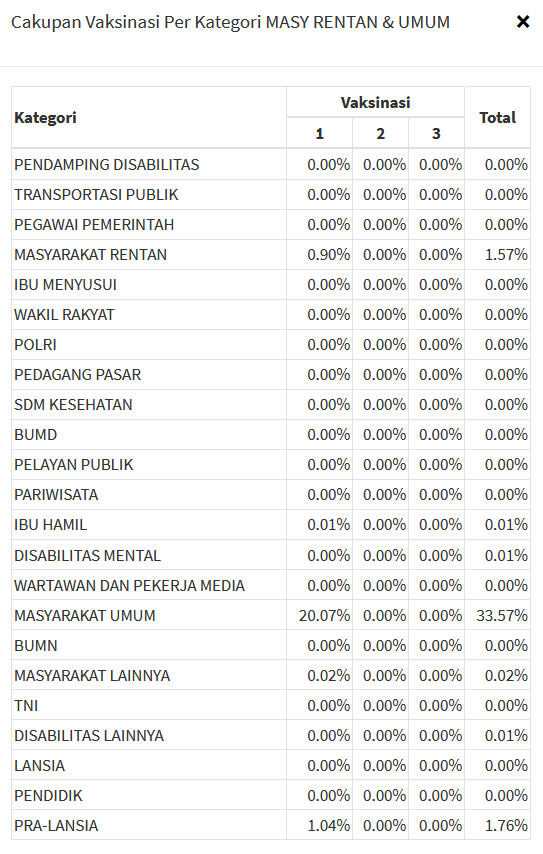 Cakupan Vaksinasi Per Kategori MASY RENTAN & UMUM ×
Kategori Vaksinasi Total
1 2 3
PENDAMPING DISABILITAS 0.00% 0.00% 0.00% 0.00%
TRANSPORTASI PUBLIK 0.00% 0.00% 0.00% 0.00%
PEGAWAI PEMERINTAH 0.00% 0.00% 0.00% 0.00%
MASYARAKAT RENTAN 0.90% 0.00% 0.00% 1.57%
IBU MENYUSUI 0.00% 0.00% 0.00% 0.00%
WAKIL RAKYAT 0.00% 0.00% 0.00% 0.00%
POLRI 0.00% 0.00% 0.00% 0.00%
PEDAGANG PASAR 0.00% 0.00% 0.00% 0.00%
SDM KESEHATAN 0.00% 0.00% 0.00% 0.00%
BUMD 0.00% 0.00% 0.00% 0.00%
PELAYAN PUBLIK 0.00% 0.00% 0.00% 0.00%
PARIWISATA 0.00% 0.00% 0.00% 0.00%
IBU HAMIL 0.01% 0.00% 0.00% 0.01%
DISABILITAS MENTAL 0.00% 0.00% 0.00% 0.01%
WARTAWAN DAN PEKERJA MEDIA 0.00% 0.00% 0.00% 0.00%
MASYARAKAT UMUM 20.07% 0.00% 0.00% 33.57%
BUMN 0.00% 0.00% 0.00% 0.00%
MASYARAKAT LAINNYA 0.02% 0.00% 0.00% 0.02%
TNI 0.00% 0.00% 0.00% 0.00%
DISABILITAS LAINNYA 0.00% 0.00% 0.00% 0.01%
LANSIA 0.00% 0.00% 0.00% 0.00%
PENDIDIK 0.00% 0.00% 0.00% 0.00%
PRA-LANSIA 1.04% 0.00% 0.00% 1.76%